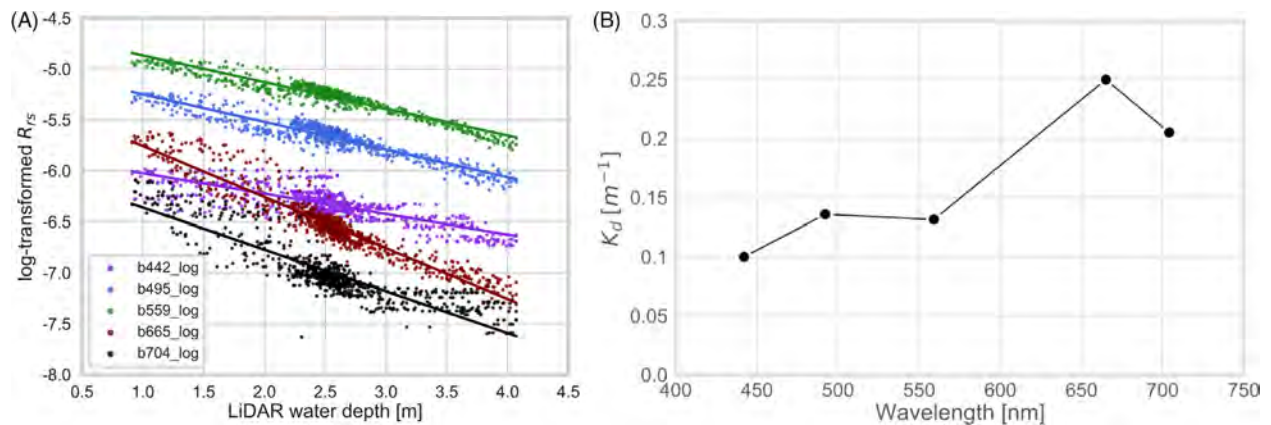 (A)
-4.5
-5.0
-5.5
-6.0
-6.5
-7.0
-7.5
-8.0
log-transformed Rrs
b442_log
b495_log
b559_log
b665_log
b704_log
0.5 1.0 1.5 2.0 2.5 3.0 3.5 4.0 4.5
LiDAR water depth [m]
(B)
0.3
0.25
0.2
0.15
0.1
0.05
0.0
Kd [m⁻¹]
400 450 500 550 600 650 700 750
Wavelength [nm]